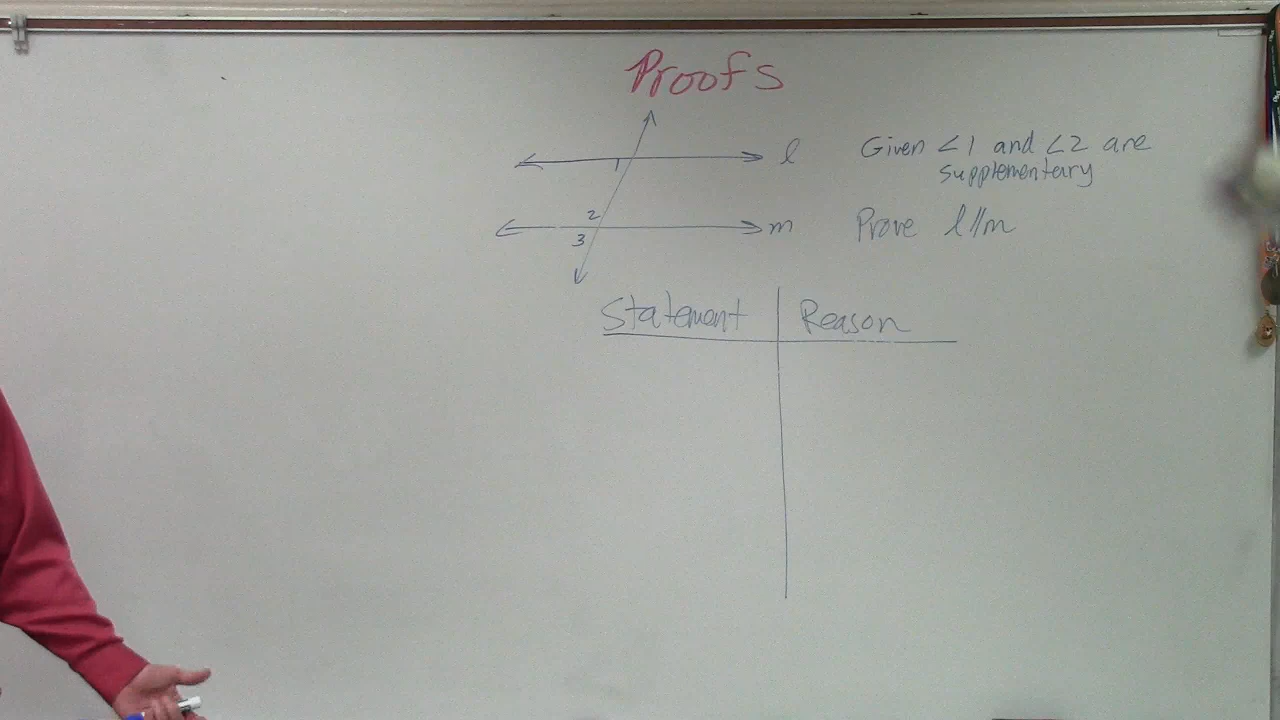 Proofs
1 l
Given ∠1 and ∠2 are
supplementary
2 m
3
Prove l//m
Statement Reason